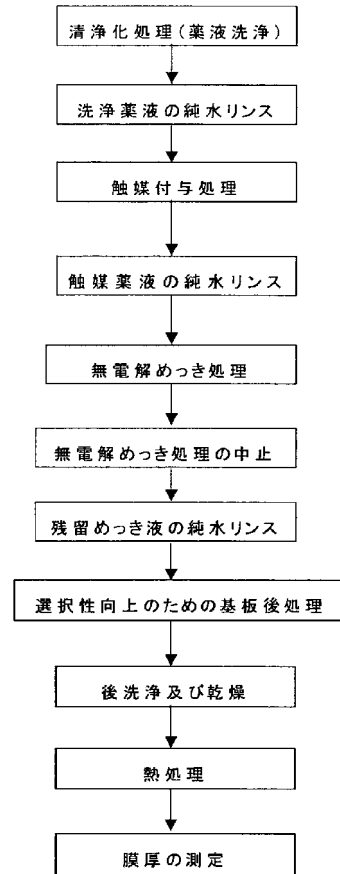 清浄化処理(薬液洗浄)
洗浄薬液の純水リンス
触媒付与処理
触媒薬液の純水リンス
無電解めっき処理
無電解めっき処理の中止
残留めっき液の純水リンス
選択性向上のための基板後処理
後洗浄及び乾燥
熱処理
膜厚の測定